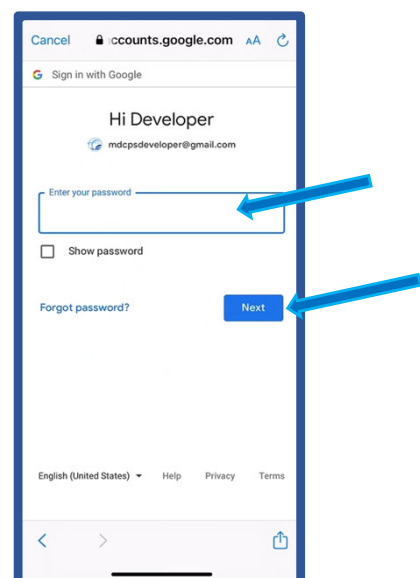 Cancel ccounts.google.com AA
G Sign in with Google
Hi Developer
mdcpsdeveloper@gmail.com
Enter your password
Show password
Forgot password? Next
English (United States) Help Privacy Terms